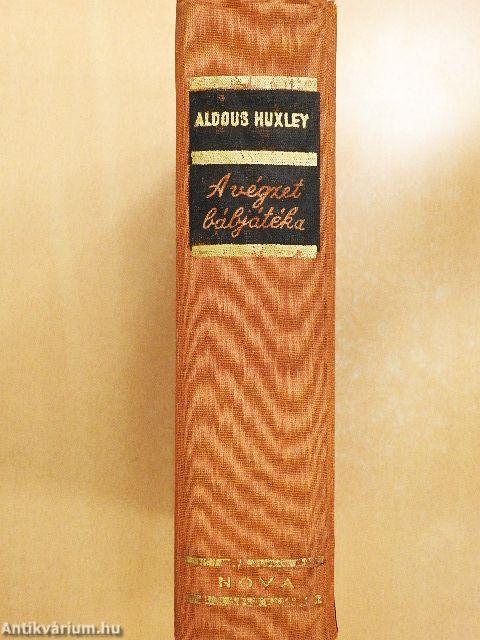 ALDOUS HUXLEY
A végzet
bábjátéka
NOVA
Antikvárium.hu